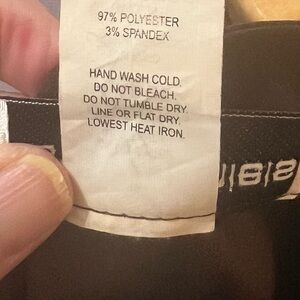 97% POLYESTER
3% SPANDEX
HAND WASH COLD.
DO NOT BLEACH.
DO NOT TUMBLE DRY.
LINE OR FLAT DRY.
LOWEST HEAT IRON.